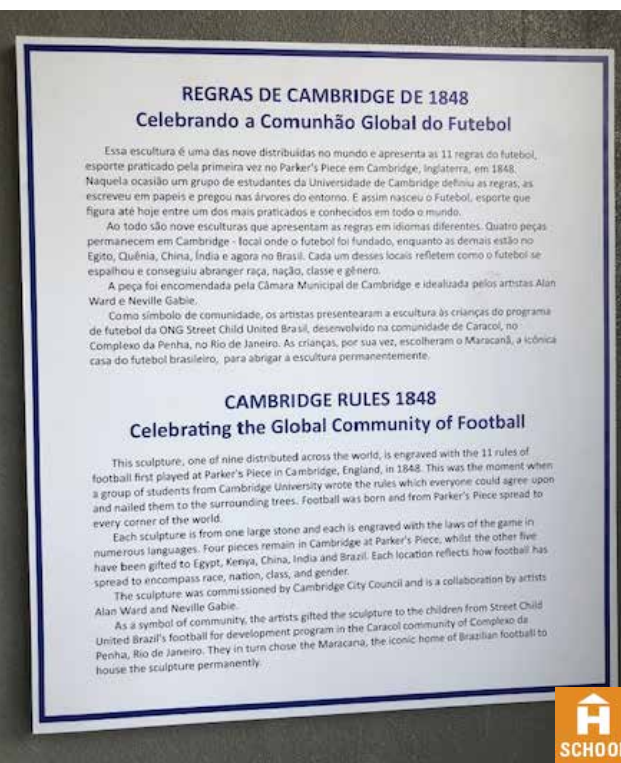 REGRAS DE CAMBRIDGE DE 1848
Celebrando a Comunhão Global do Futebol
Essa escultura é uma das nove distribuídas no mundo e apresenta as 11 regras do futebol,
esporte praticado pela primeira vez no Parker's Piece em Cambridge, Inglaterra, em 1848.
Naquela ocasião um grupo de estudantes da Universidade de Cambridge definiu as regras, as
escreveu em papeis e pregou nas árvores do entorno. E assim nasceu o Futebol, esporte que
figura até hoje entre um dos mais praticados e conhecidos em todo o mundo.
Ao todo são nove esculturas que apresentam as regras em idiomas diferentes. Quatro peças
permanecem em Cambridge - local onde o futebol foi fundado, enquanto as demais estão no
Egito, Quênia, China, Índia e agora no Brasil. Cada um desses locais refletem como o futebol se
espalhou e conseguiu abranger raça, nação, classe e gênero.
A peça foi encomendada pela Câmara Municipal de Cambridge e idealizada pelos artistas Alan
Ward e Neville Gabie.
Como símbolo de comunidade, os artistas presentearam a escultura às crianças do programa
de futebol da ONG Street Child United Brasil, desenvolvido na comunidade de Caracol, no
Complexo da Penha, no Rio de Janeiro. As crianças, por sua vez, escolheram o Maracanã, a icônica
casa do futebol brasileiro, para abrigar a escultura permanentemente.
CAMBRIDGE RULES 1848
Celebrating the Global Community of Football
This sculpture, one of nine distributed across the world, is engraved with the 11 rules of
football first played at Parker's Piece in Cambridge, England, in 1848. This was the moment when
a group of students from Cambridge University wrote the rules which everyone could agree upon
and nailed them to the surrounding trees. Football was born and from Parker's Piece spread to
every corner of the world.
Each sculpture is from one large stone and each is engraved with the laws of the game in
numerous languages. Four pieces remain in Cambridge at Parker's Piece, whilst the other five
have been gifted to Egypt, Kenya, China, India and Brazil. Each location reflects how football has
spread to encompass race, nation, class, and gender.
The sculpture was commissioned by Cambridge City Council and is a collaboration by artists
Alan Ward and Neville Gabie.
As a symbol of community, the artists gifted the sculpture to the children from Street Child
United Brazil's football for development program in the Caracol community of Complexo da
Penha, Rio de Janeiro. They in turn chose the Maracana, the iconic home of Brazilian football to
house the sculpture permanently.
H
SCHOOL